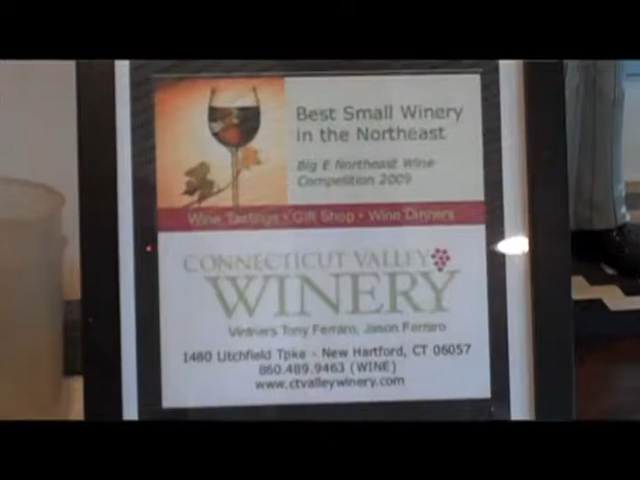 Best Small Winery
in the Northeast
Big E Northeast Wine
Competition 2009
Wine Tastings • Gift Shop • Wine Dinners
CONNECTICUT VALLEY
WINERY
Vintners Tony Ferraro, Jason Ferraro
1480 Litchfield Tpke - New Hartford, CT 06057
860.489.9463 (WINE)
www.ctvalleywinery.com